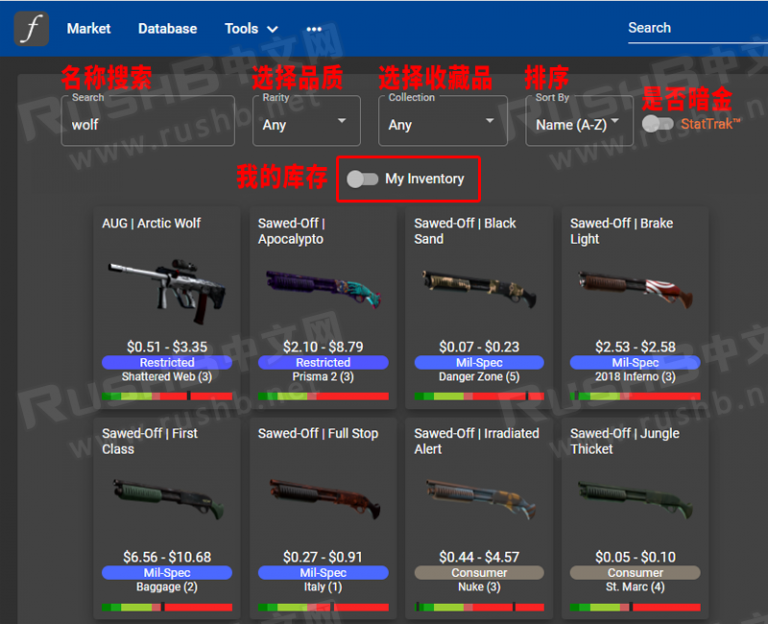 f Market Database Tools ••• Search
名称搜索 选择品质 选择收藏品 排序 是否暗金
Search Rarity Collection Sort By
wolf Any Any Name (A-Z) StatTrak™
我的库存 My Inventory
AUG | Arctic Wolf
$0.51 - $3.35
Restricted
Shattered Web (3)
Sawed-Off |
Apocalypto
$2.10 - $8.79
Restricted
Prisma 2 (3)
Sawed-Off | Black
Sand
$0.07 - $0.23
Mil-Spec
Danger Zone (5)
Sawed-Off | Brake
Light
$2.53 - $2.58
Mil-Spec
2018 Inferno (3)
Sawed-Off | First
Class
$6.56 - $10.68
Mil-Spec
Baggage (2)
Sawed-Off | Full Stop
$0.27 - $0.91
Mil-Spec
Italy (1)
Sawed-Off | Irradiated
Alert
$0.44 - $4.57
Consumer
Nuke (3)
Sawed-Off | Jungle
Thicket
$0.05 - $0.10
Consumer
St. Marc (4)
RUSHB中文网
www.rushb.net